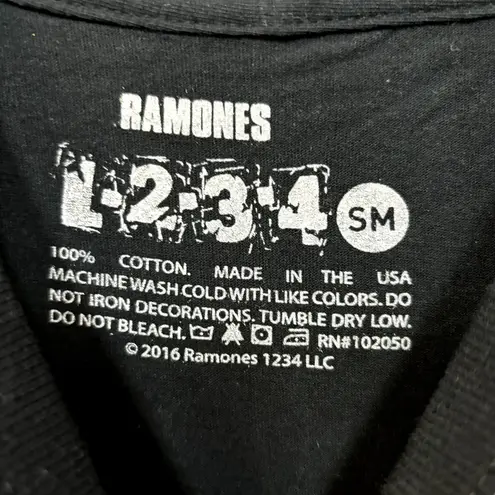 RAMONES
1-2-3-4 SM
100% COTTON. MADE IN THE USA
MACHINE WASH COLD WITH LIKE COLORS. DO
NOT IRON DECORATIONS. TUMBLE DRY LOW.
DO NOT BLEACH. RN#102050
© 2016 Ramones 1234 LLC